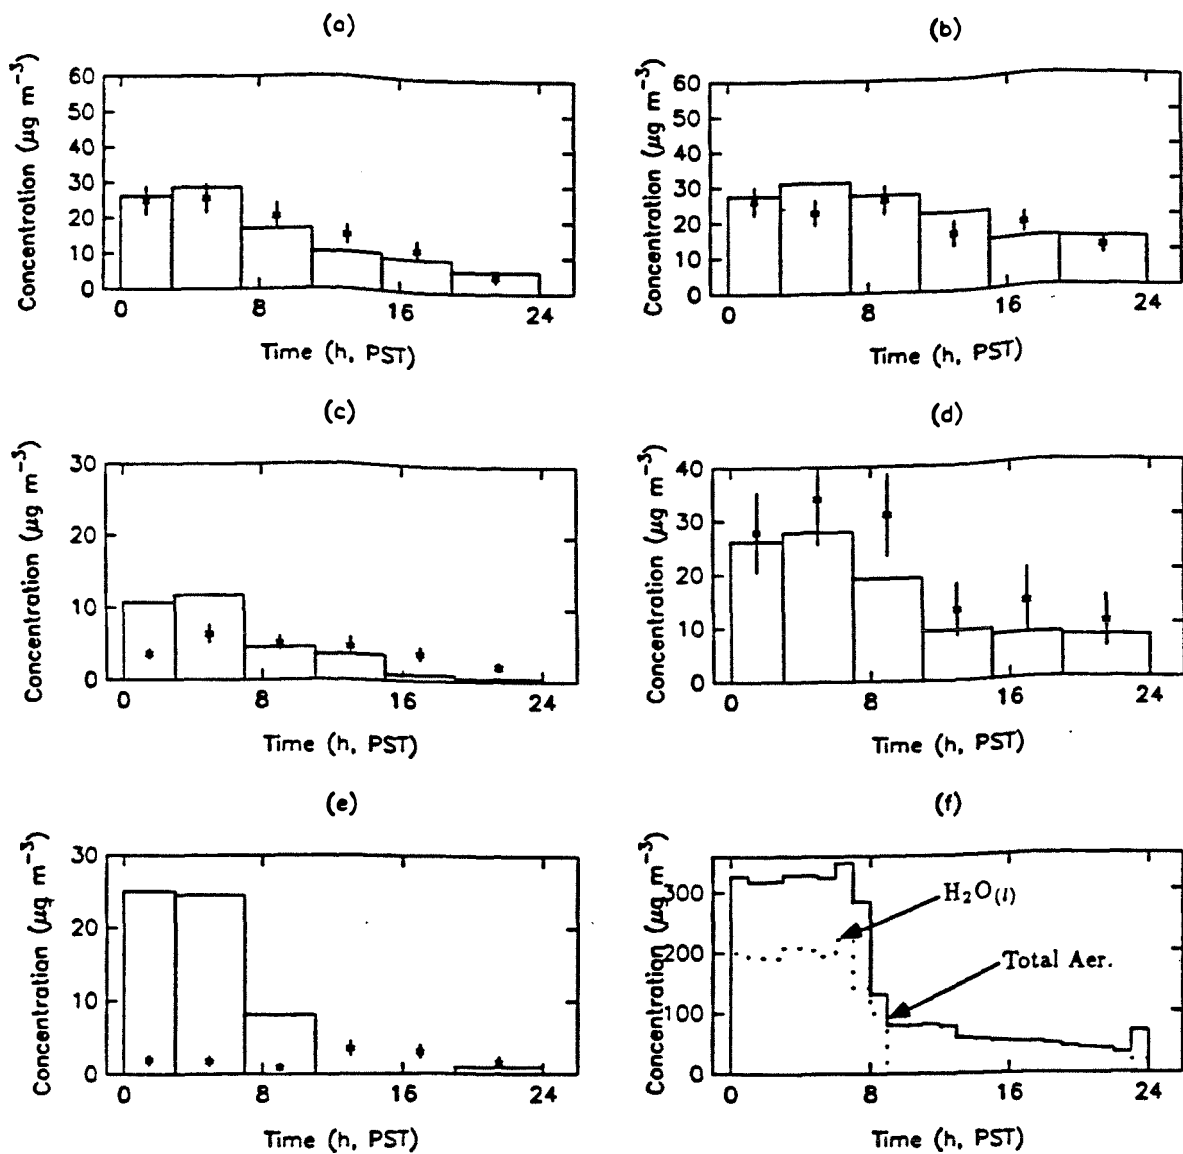 (a)
Concentration (μg m⁻³)
60
50
40
30
20
10
0
0 8 16 24
Time (h, PST)
(b)
Concentration (μg m⁻³)
60
50
40
30
20
10
0
0 8 16 24
Time (h, PST)
(c)
Concentration (μg m⁻³)
30
20
10
0
0 8 16 24
Time (h, PST)
(d)
Concentration (μg m⁻³)
40
30
20
10
0
0 8 16 24
Time (h, PST)
(e)
Concentration (μg m⁻³)
30
20
10
0
0 8 16 24
Time (h, PST)
(f)
Concentration (μg m⁻³)
300
200
100
0
H₂O₍l₎
Total Aer.
0 8 16 24
Time (h, PST)